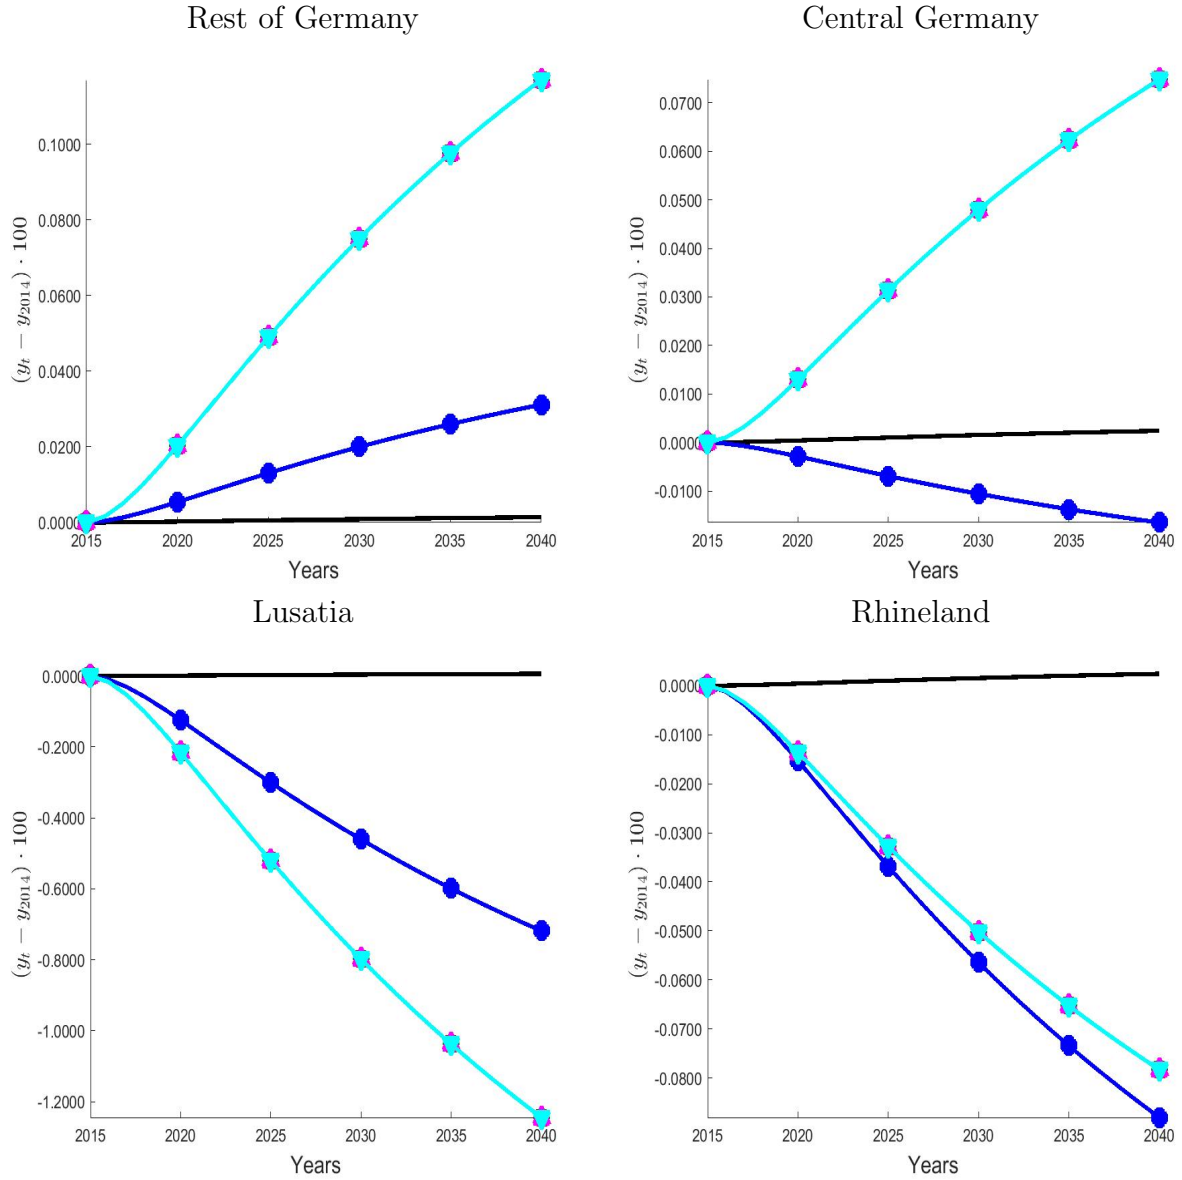 Rest of Germany
(y_t − y_2014) · 100
0.1000
0.0800
0.0600
0.0400
0.0200
0.0000
2015 2020 2025 2030 2035 2040
Years
Central Germany
(y_t − y_2014) · 100
0.0700
0.0600
0.0500
0.0400
0.0300
0.0200
0.0100
0.0000
-0.0100
2015 2020 2025 2030 2035 2040
Years
Lusatia
(y_t − y_2014) · 100
0.0000
-0.2000
-0.4000
-0.6000
-0.8000
-1.0000
-1.2000
2015 2020 2025 2030 2035 2040
Years
Rhineland
(y_t − y_2014) · 100
0.0000
-0.0100
-0.0200
-0.0300
-0.0400
-0.0500
-0.0600
-0.0700
-0.0800
2015 2020 2025 2030 2035 2040
Years